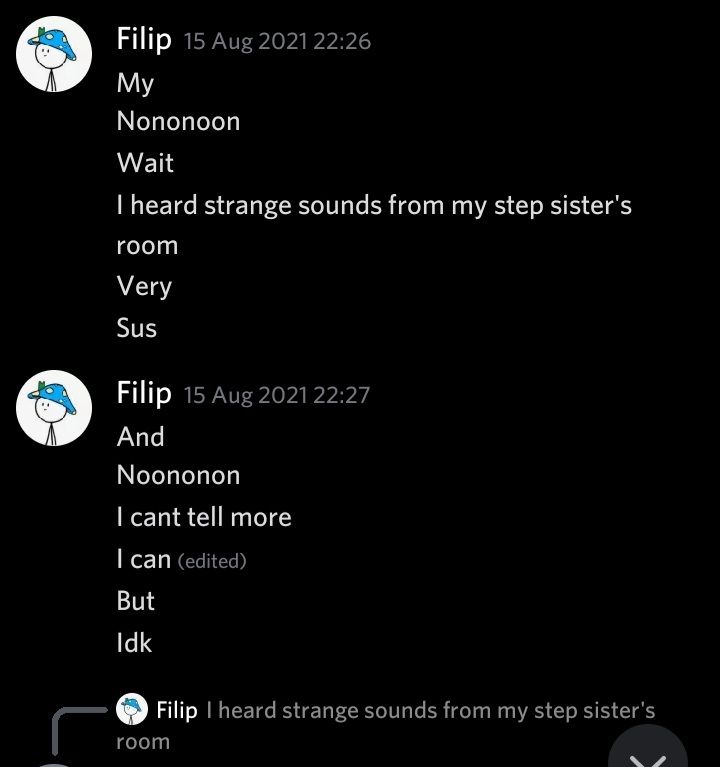 Filip 15 Aug 2021 22:26
My
Nononoon
Wait
I heard strange sounds from my step sister's
room
Very
Sus
Filip 15 Aug 2021 22:27
And
Noononon
I cant tell more
I can (edited)
But
Idk
Filip I heard strange sounds from my step sister's
room